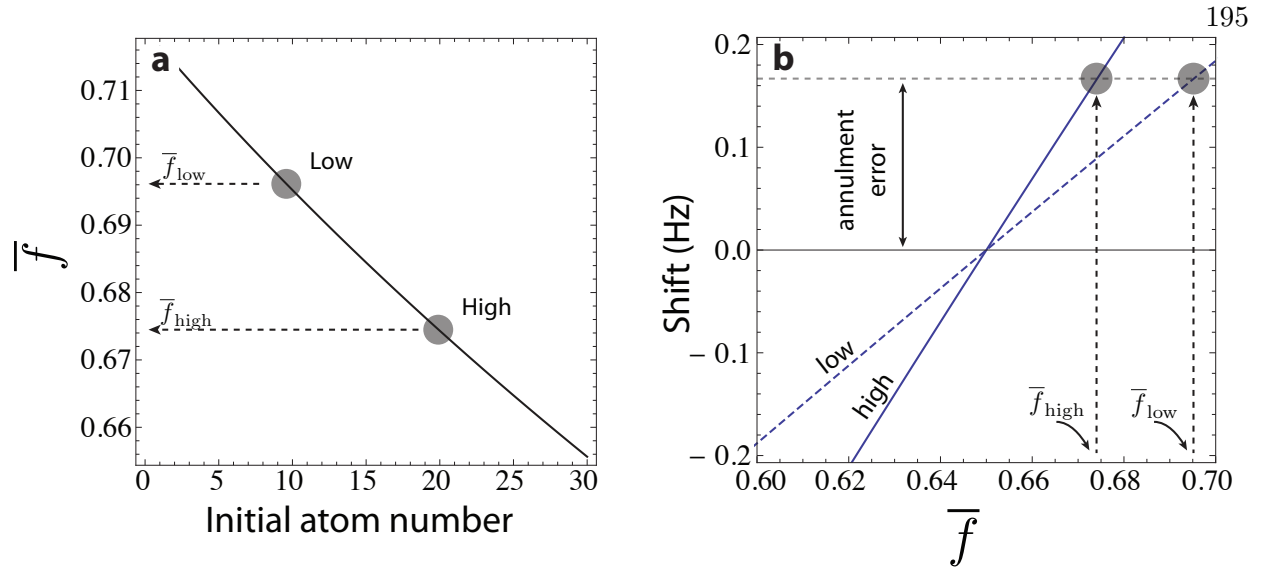 195
a
0.71
0.70
0.69
0.68
0.67
0.66
f̅
f̅low
Low
f̅high
High
0 5 10 15 20 25 30
Initial atom number
b
0.2
0.1
0.0
– 0.1
– 0.2
Shift (Hz)
annulment
error
low
high
f̅high
f̅low
0.60 0.62 0.64 0.66 0.68 0.70
f̅